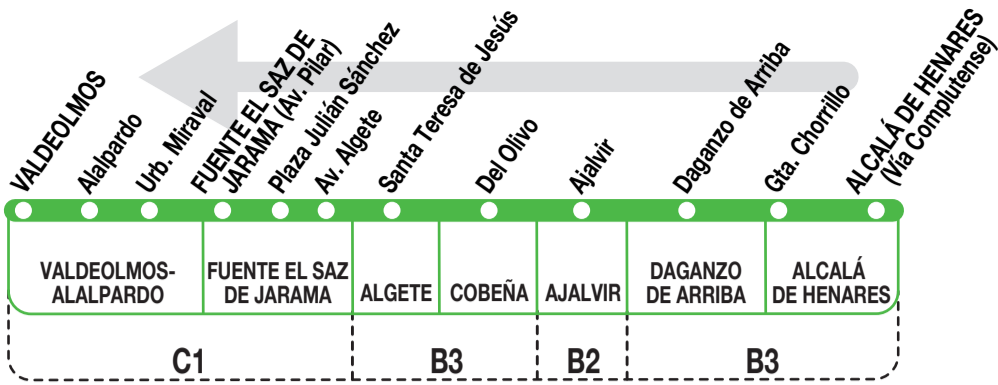 VALDEOLMOS
Alalpardo
Urb. Miraval
FUENTE EL SAZ DE
JARAMA (Av. Pilar)
Plaza Julián Sánchez
Av. Algete
Santa Teresa de Jesús
Del Olivo
Ajalvir
Daganzo de Arriba
Gta. Chorrillo
ALCALÁ DE HENARES
(Vía Complutense)
VALDEOLMOS-
ALALPARDO
FUENTE EL SAZ
DE JARAMA
ALGETE
COBEÑA
AJALVIR
DAGANZO
DE ARRIBA
ALCALÁ
DE HENARES
C1
B3
B2
B3